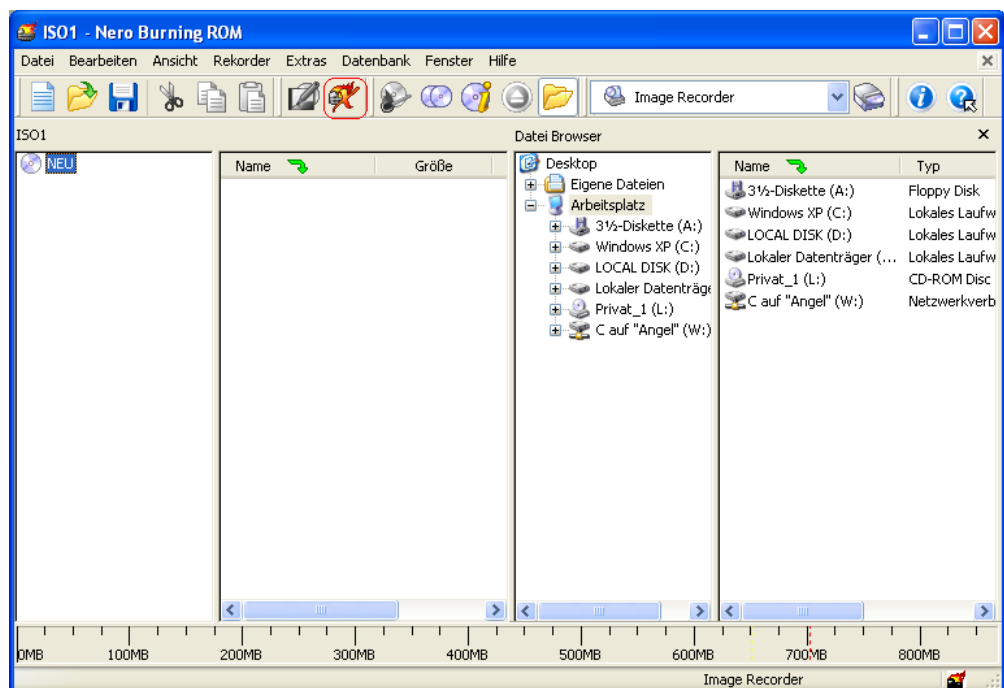 ISO1 - Nero Burning ROM
Datei Bearbeiten Ansicht Rekorder Extras Datenbank Fenster Hilfe
Image Recorder
ISO1
NEU
Name Größe
Datei Browser
Desktop
Eigene Dateien
Arbeitsplatz
3½-Diskette (A:)
Windows XP (C:)
LOCAL DISK (D:)
Lokaler Datenträge
Privat_1 (L:)
C auf "Angel" (W:)
Name Typ
3½-Diskette (A:) Floppy Disk
Windows XP (C:) Lokales Laufw
LOCAL DISK (D:) Lokales Laufw
Lokaler Datenträger (... Lokales Laufw
Privat_1 (L:) CD-ROM Disc
C auf "Angel" (W:) Netzwerkverb
0MB 100MB 200MB 300MB 400MB 500MB 600MB 700MB 800MB
Image Recorder